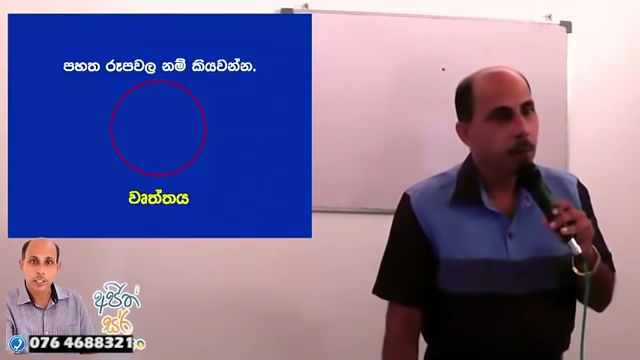 පහත රූපවල නම් කියවන්න.
වෘත්තය
අජිත්
සර්
076 4688321